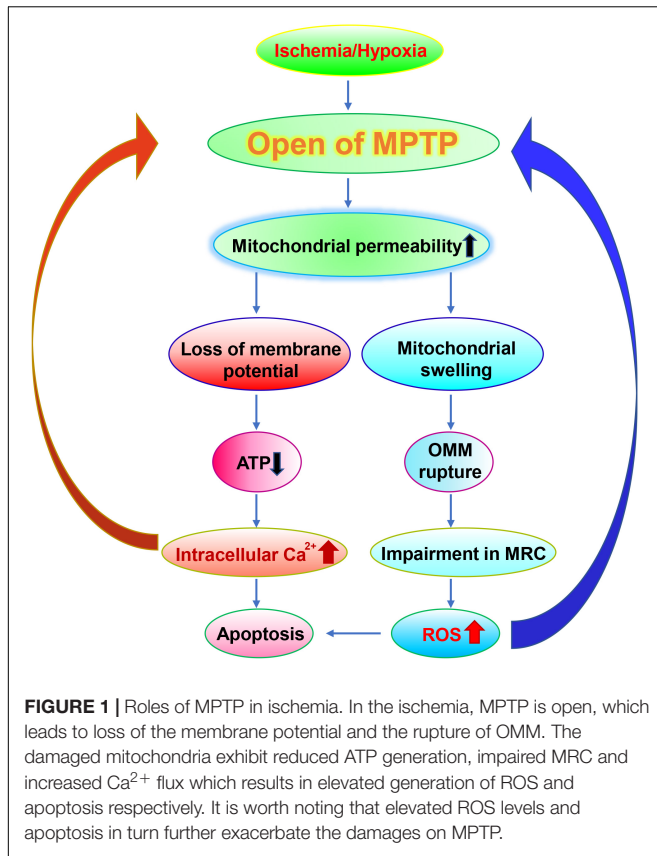 Ischemia/Hypoxia
Open of MPTP
Mitochondrial permeability
Loss of membrane
potential
Mitochondrial
swelling
ATP
OMM
rupture
Intracellular Ca²⁺
Impairment in MRC
Apoptosis
ROS
FIGURE 1 | Roles of MPTP in ischemia. In the ischemia, MPTP is open, which
leads to loss of the membrane potential and the rupture of OMM. The
damaged mitochondria exhibit reduced ATP generation, impaired MRC and
increased Ca²⁺ flux which results in elevated generation of ROS and
apoptosis respectively. It is worth noting that elevated ROS levels and
apoptosis in turn further exacerbate the damages on MPTP.